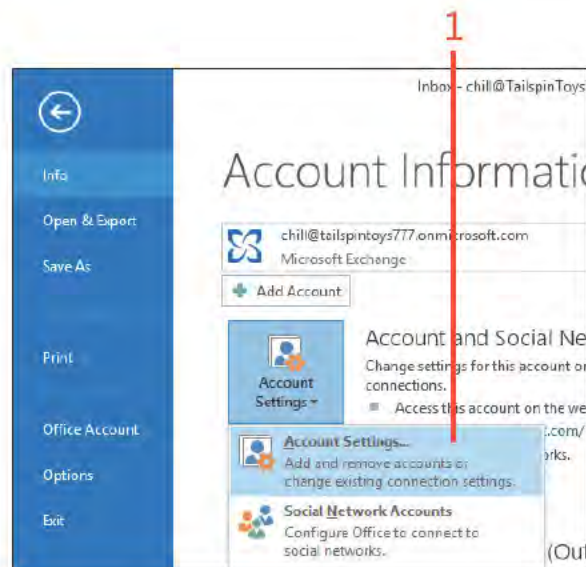 1
Inbox - chill@TailspinToys
Info
Open & Export
Save As
Print
Office Account
Options
Exit
Account Informatio
chill@tailspintoys777.onmicrosoft.com
Microsoft Exchange
Add Account
Account
Settings
Account and Social Ne
Change settings for this account or
connections.
Access this account on the we
t.com/
orks.
Account Settings...
Add and remove accounts or
change existing connection settings.
Social Network Accounts
Configure Office to connect to
social networks.
(Out